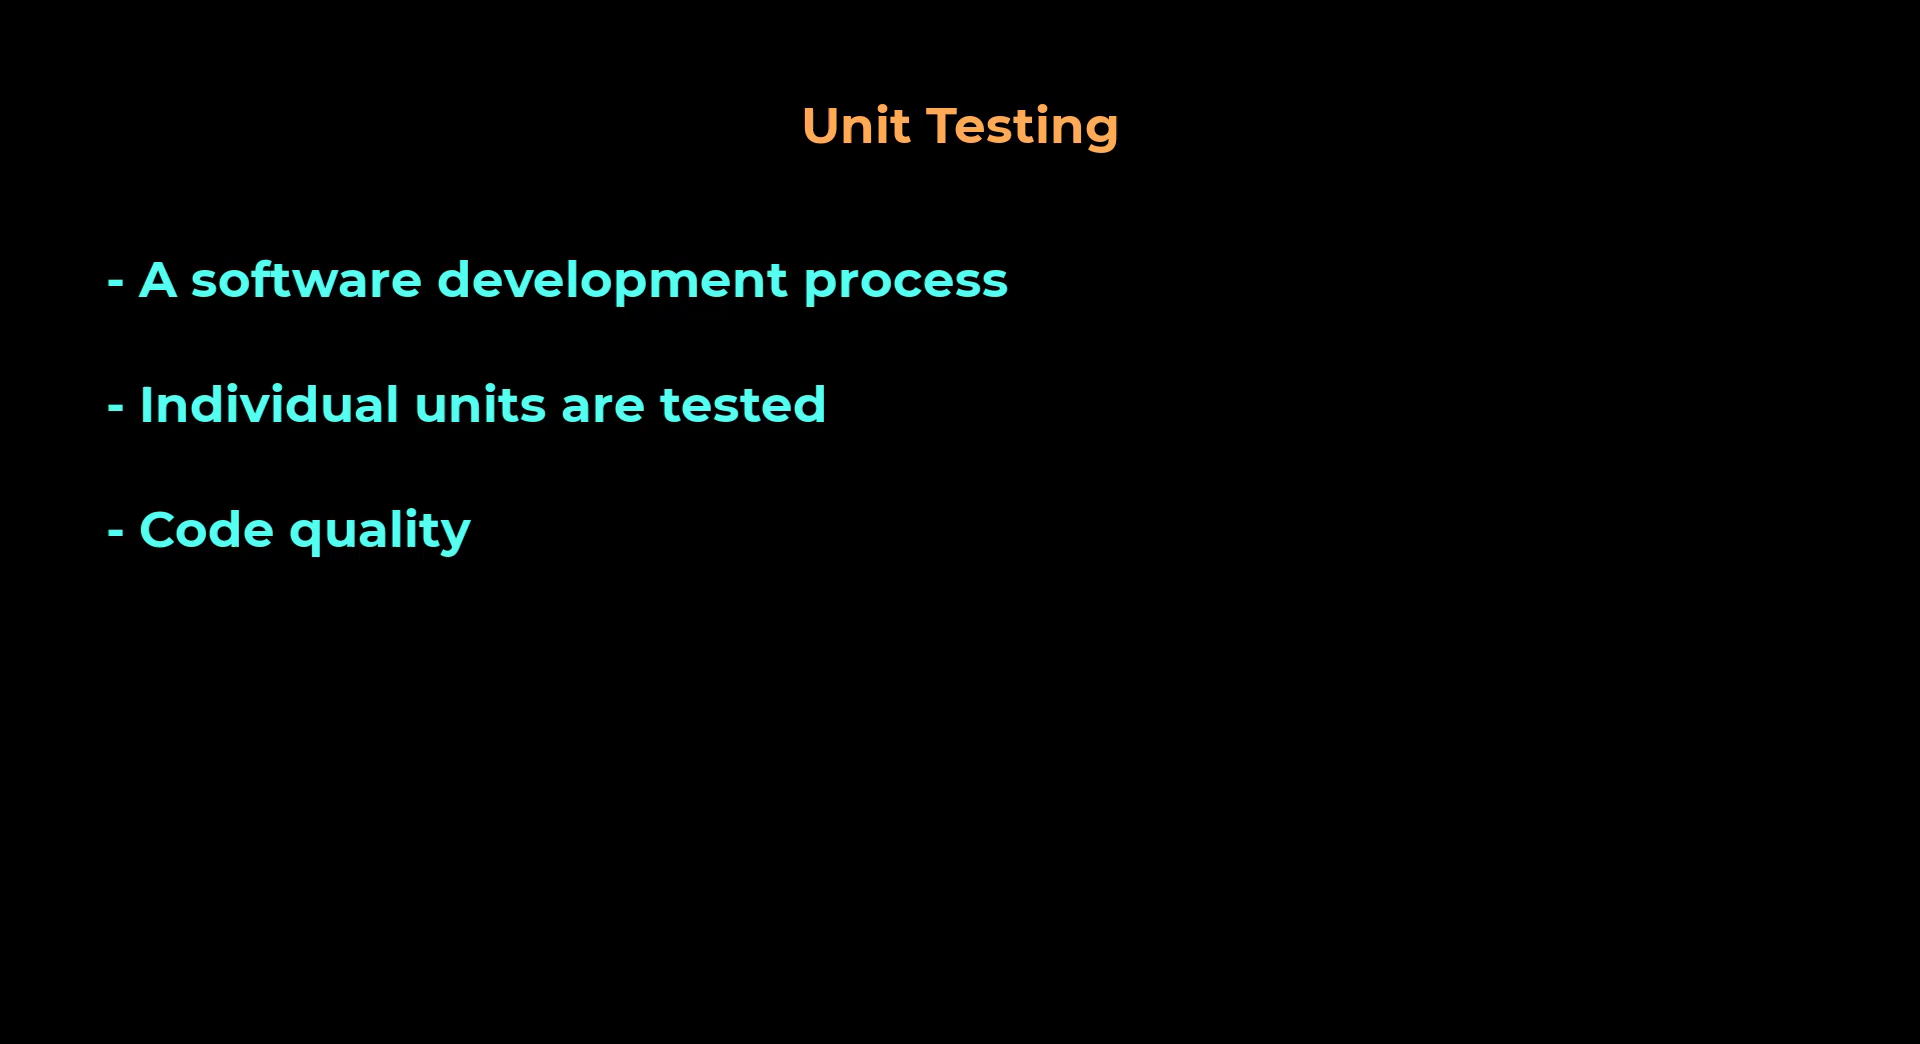 Unit Testing
- A software development process
- Individual units are tested
- Code quality